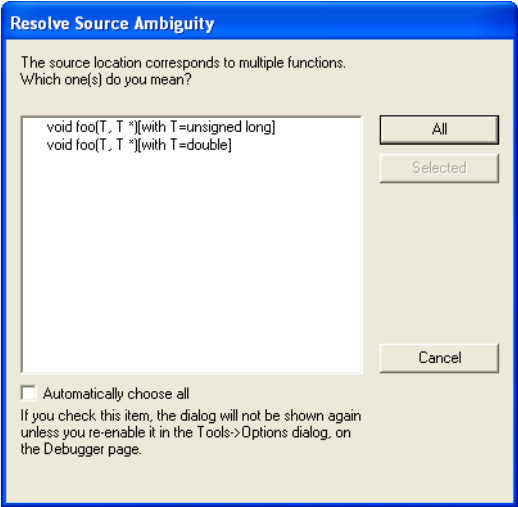 Resolve Source Ambiguity
The source location corresponds to multiple functions.
Which one(s) do you mean?
void foo(T, T *)[with T=unsigned long]
void foo(T, T *)[with T=double]
All
Selected
Cancel
Automatically choose all
If you check this item, the dialog will not be shown again
unless you re-enable it in the Tools->Options dialog, on
the Debugger page.